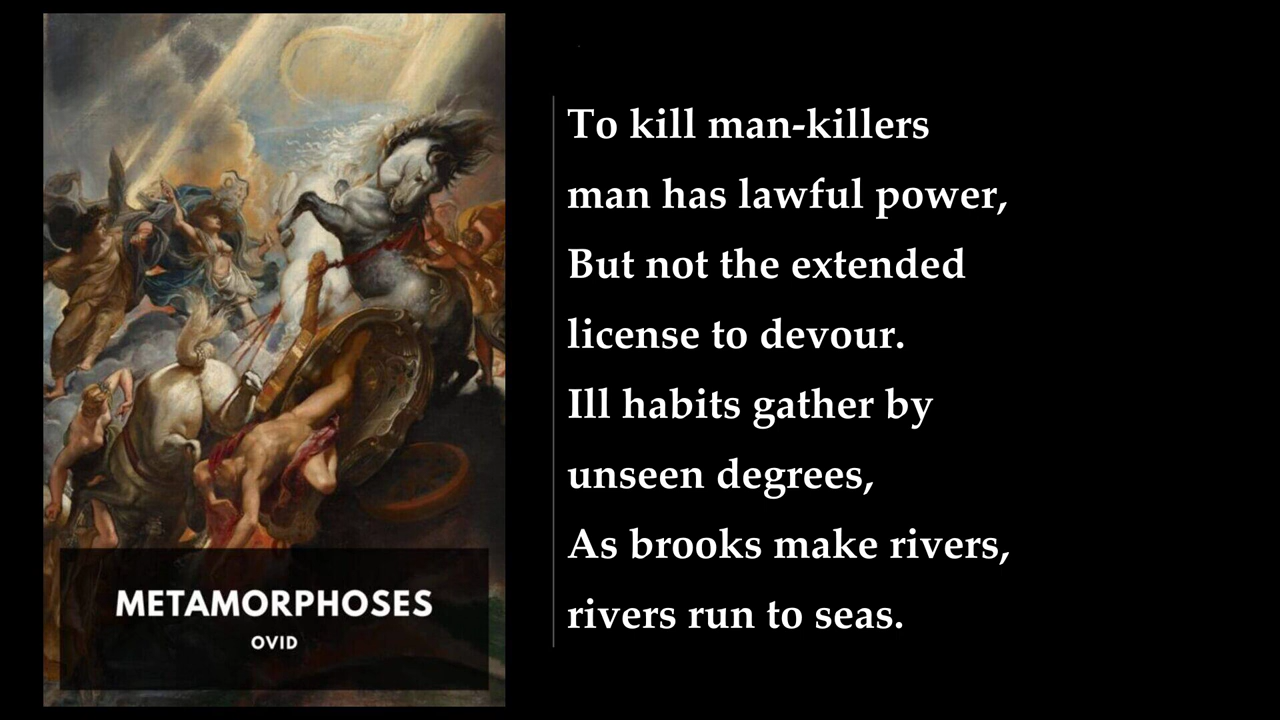 METAMORPHOSES
OVID
To kill man-killers
man has lawful power,
But not the extended
license to devour.
Ill habits gather by
unseen degrees,
As brooks make rivers,
rivers run to seas.